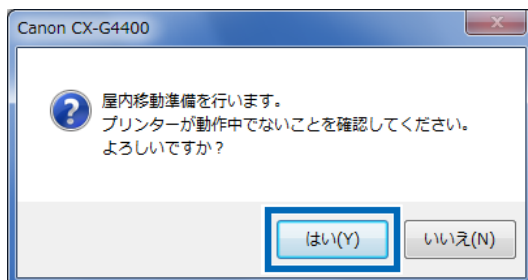 Canon CX-G4400
屋内移動準備を行います。
プリンターが動作中でないことを確認してください。
よろしいですか?
はい(Y)
いいえ(N)